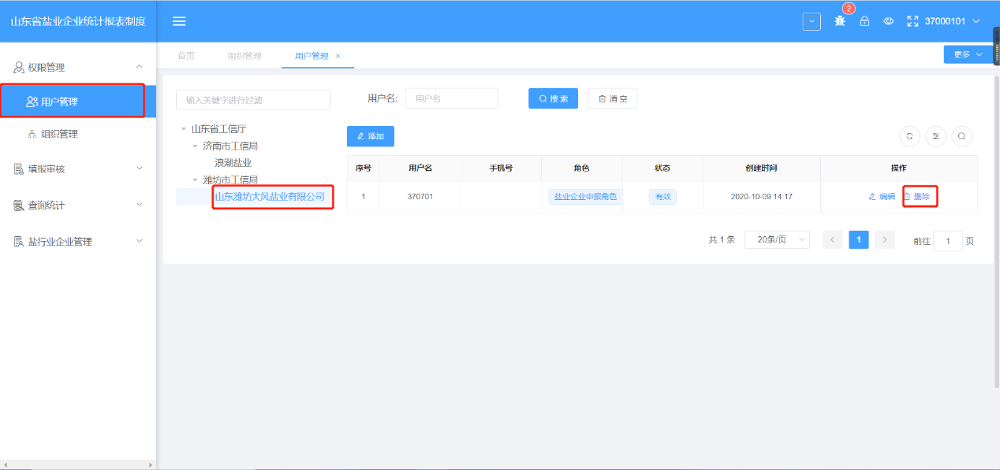 山东省盐业企业统计报表制度
2
37000101
权限管理
用户管理
组织管理
填报审核
查询统计
盐行业企业管理
首页 组织管理 用户管理 ×
更多
输入关键字进行过滤
用户名: 用户名 搜索 清空
山东省工信厅
济南市工信局
浪潮盐业
潍坊市工信局
山东潍坊大风盐业有限公司
添加
序号 用户名 手机号 角色 状态 创建时间 操作
1 370701 盐业企业申报角色 有效 2020-10-09 14:17 编辑 删除
共 1 条 20条/页 1 前往 1 页